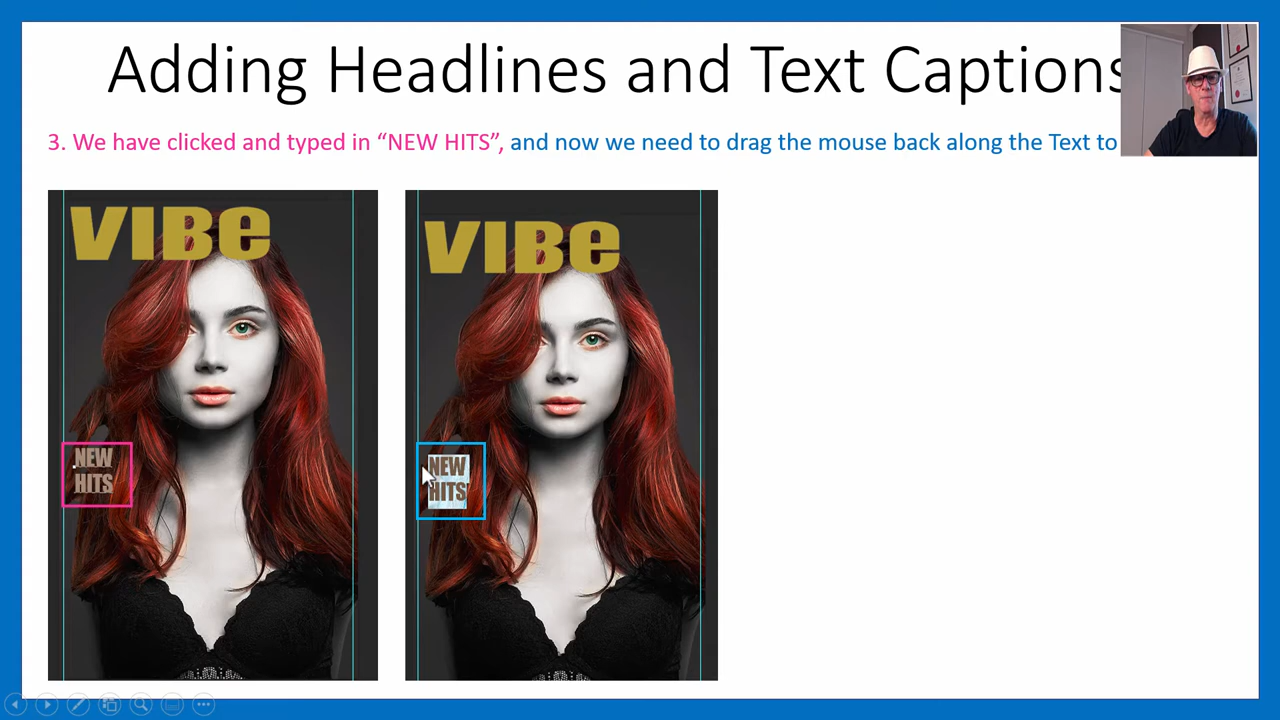 Adding Headlines and Text Captions
3. We have clicked and typed in “NEW HITS”, and now we need to drag the mouse back along the Text to
VIBe
NEW
HITS
VIBe
NEW
HITS